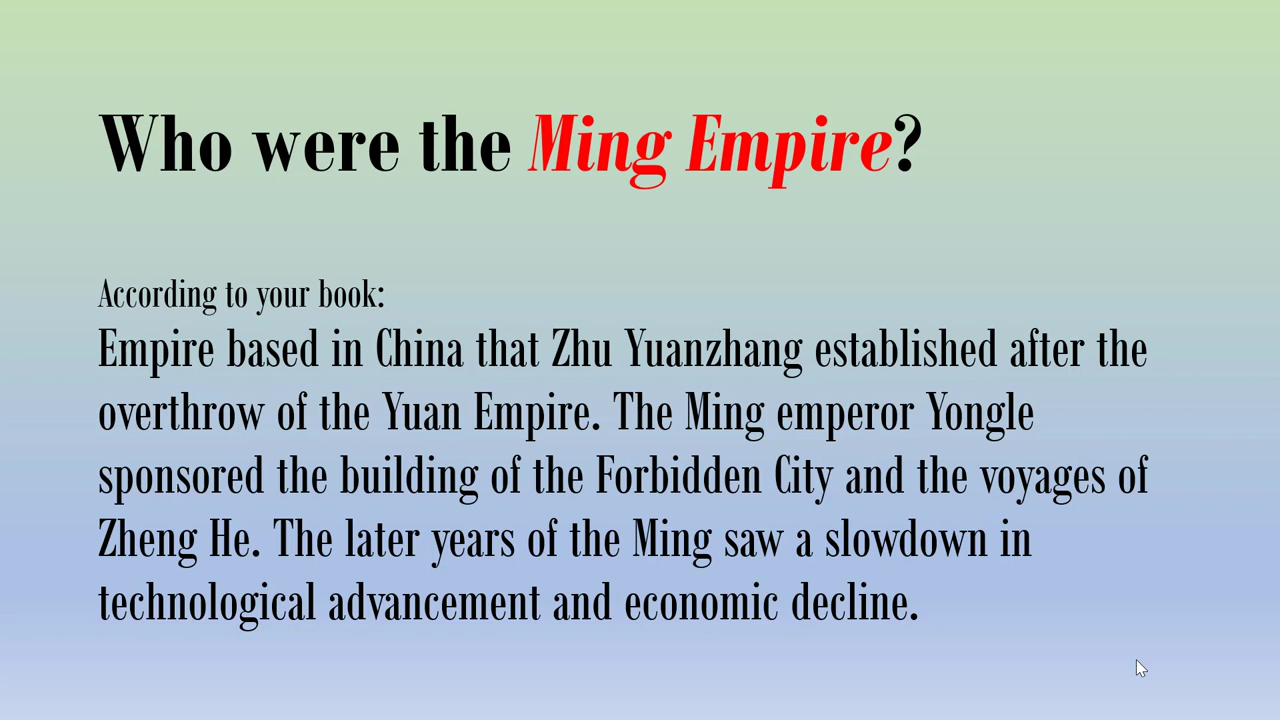 Who were the Ming Empire?
According to your book:
Empire based in China that Zhu Yuanzhang established after the
overthrow of the Yuan Empire. The Ming emperor Yongle
sponsored the building of the Forbidden City and the voyages of
Zheng He. The later years of the Ming saw a slowdown in
technological advancement and economic decline.